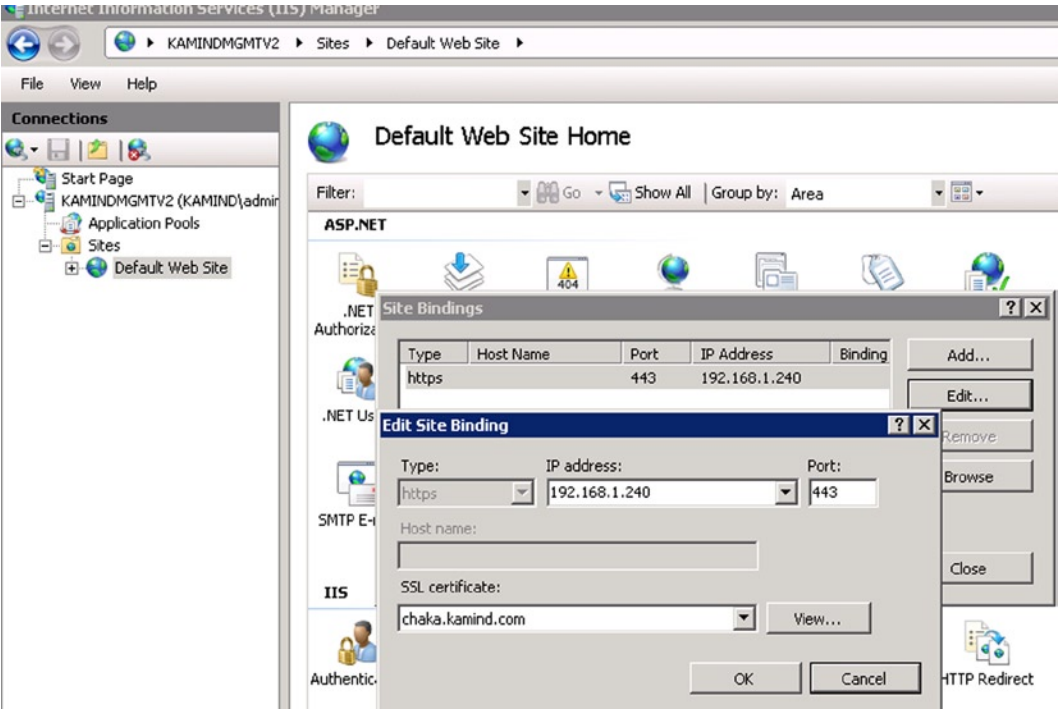 Internet Information Services (IIS) Manager
KAMINDMGMTV2 Sites Default Web Site
File View Help
Connections
Start Page
KAMINDMGMTV2 (KAMIND\admir
Application Pools
Sites
Default Web Site
Default Web Site Home
Filter: Go Show All Group by: Area
ASP.NET
404
.NET
Authoriza
.NET Us
SMTP E-
IIS
Authentic
HTTP Redirect
Site Bindings
Type Host Name Port IP Address Binding
https 443 192.168.1.240
Add...
Edit...
Remove
Browse
Close
Edit Site Binding
Type: IP address: Port:
https 192.168.1.240 443
Host name:
SSL certificate:
chaka.kamind.com View...
OK Cancel